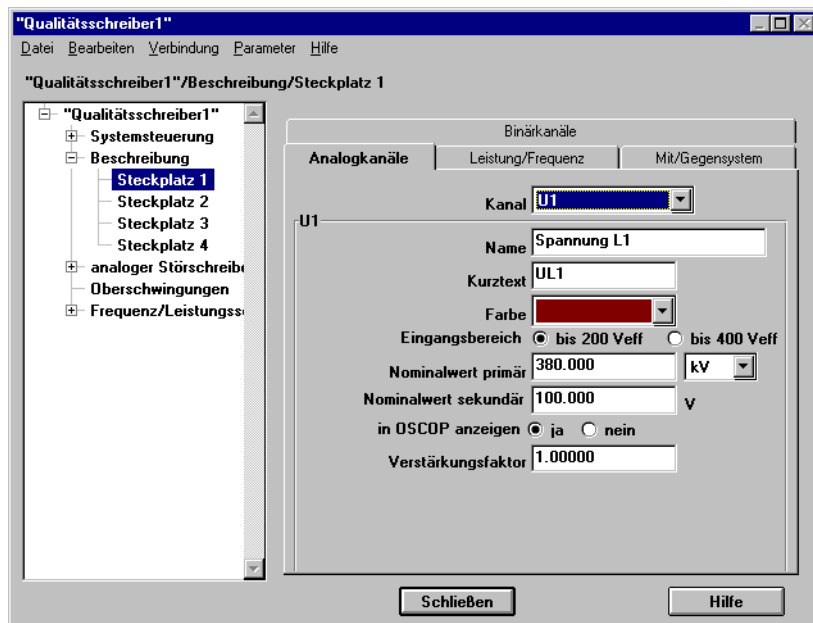 "Qualitätsschreiber1"
Datei Bearbeiten Verbindung Parameter Hilfe
"Qualitätsschreiber1"/Beschreibung/Steckplatz 1
"Qualitätsschreiber1"
Systemsteuerung
Beschreibung
Steckplatz 1
Steckplatz 2
Steckplatz 3
Steckplatz 4
analoger Störschreibe
Oberschwingungen
Frequenz/Leistungss
Binärkanäle
Analogkanäle Leistung/Frequenz Mit/Gegensystem
Kanal U1
U1
Name Spannung L1
Kurztext UL1
Farbe
Eingangsbereich bis 200 Veff bis 400 Veff
Nominalwert primär 380.000 kV
Nominalwert sekundär 100.000 V
in OSCOP anzeigen ja nein
Verstärkungsfaktor 1.00000
Schließen Hilfe